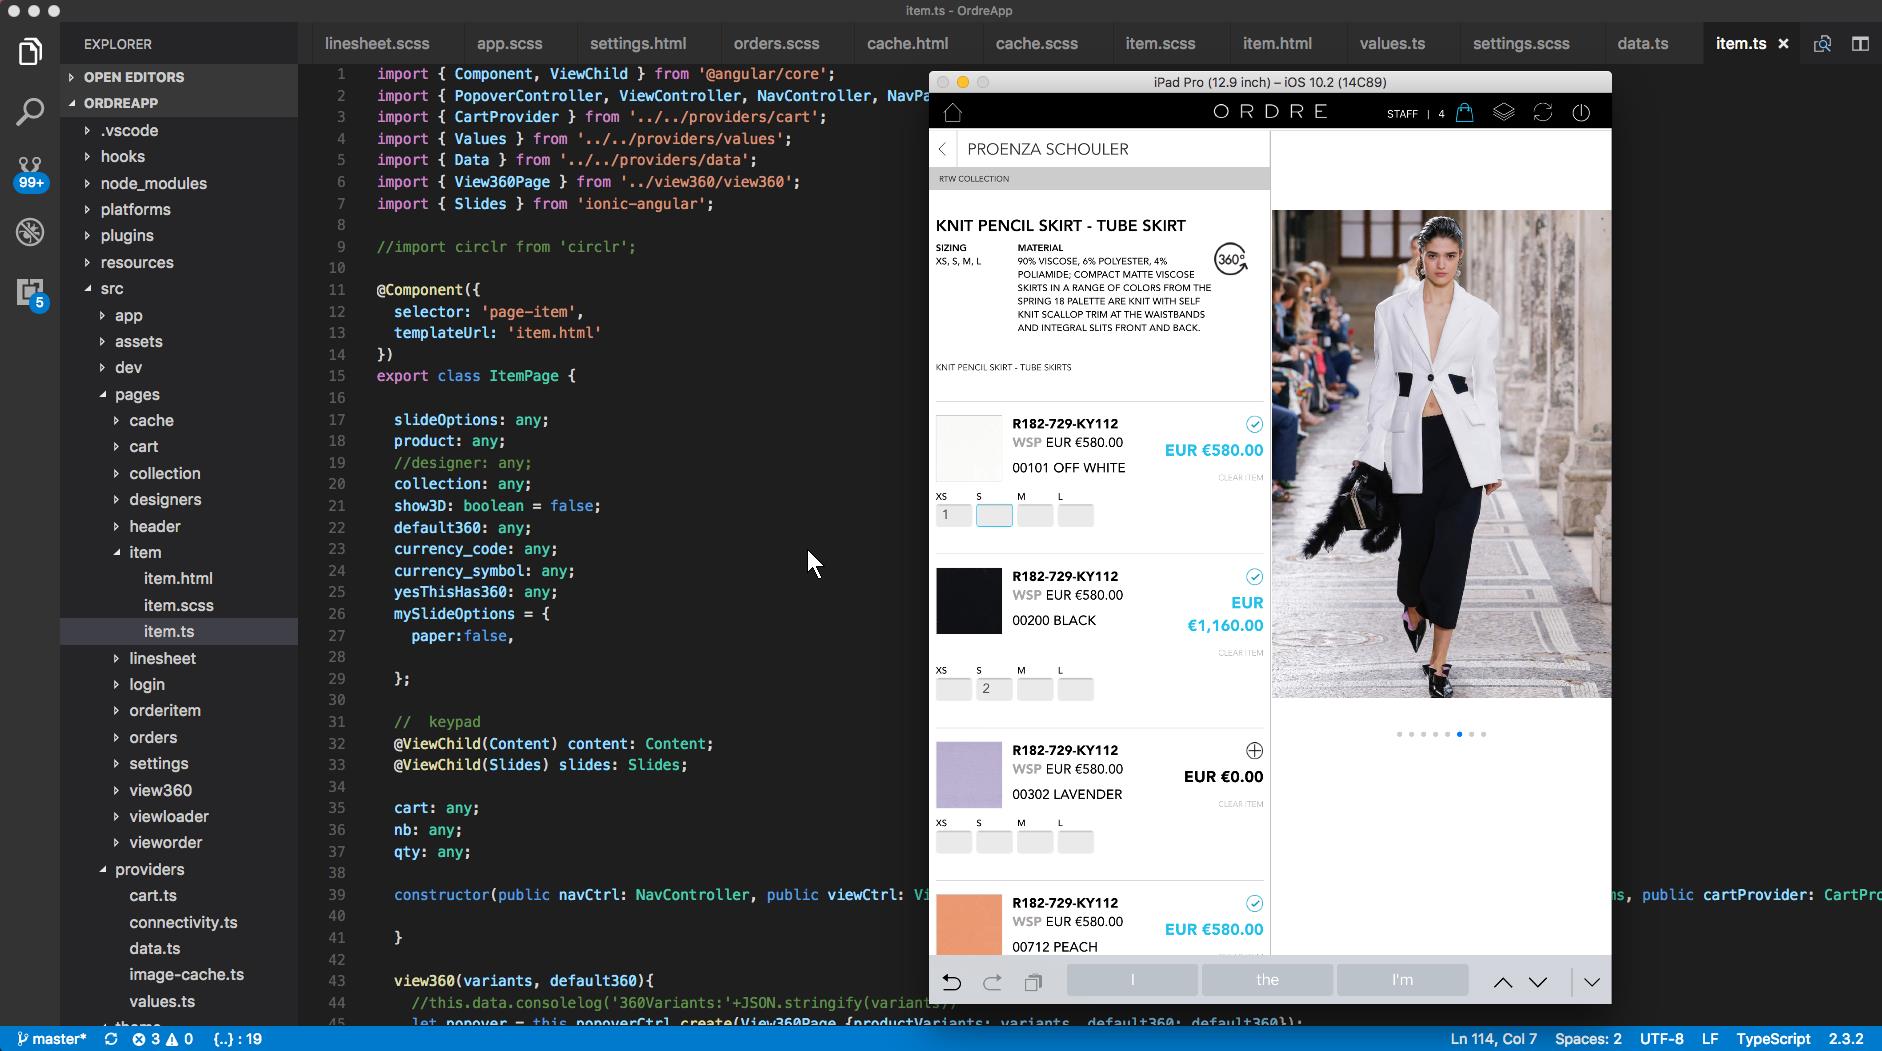 item.ts - OrdreApp
EXPLORER
linesheet.scss app.scss settings.html orders.scss cache.html cache.scss item.scss item.html values.ts settings.scss data.ts item.ts
OPEN EDITORS
ORDREAPP
.vscode
hooks
node_modules
platforms
plugins
resources
src
app
assets
dev
pages
cache
cart
collection
designers
header
item
item.html
item.scss
item.ts
linesheet
login
orderitem
orders
settings
view360
viewloader
vieworder
providers
cart.ts
connectivity.ts
data.ts
image-cache.ts
values.ts
99+
5
1 import { Component, ViewChild } from '@angular/core';
2 import { PopoverController, ViewController, NavController,
3 import { CartProvider } from '../../providers/cart';
4 import { Values } from '../../providers/values';
5 import { Data } from '../../providers/data';
6 import { View360Page } from '../view360/view360';
7 import { Slides } from 'ionic-angular';
8
9 //import circlr from 'circlr';
10
11 @Component({
12 selector: 'page-item',
13 templateUrl: 'item.html'
14 })
15 export class ItemPage {
16
17 slideOptions: any;
18 product: any;
19 //designer: any;
20 collection: any;
21 show3D: boolean = false;
22 default360: any;
23 currency_code: any;
24 currency_symbol: any;
25 yesThisHas360: any;
26 mySlideOptions = {
27 paper:false,
28
29 };
30
31 // keypad
32 @ViewChild(Content) content: Content;
33 @ViewChild(Slides) slides: Slides;
34
35 cart: any;
36 nb: any;
37 qty: any;
38
39 constructor(public navCtrl: NavController, public viewCtrl: public cartProvider:
40
41 }
42
43 view360(variants, default360){
44 //this.data.consolelog('360Variants:'+JSON.stringify(variants))
45 let popover = this.popoverCtrl.create(View360Page,{productVariants: variants, default360: default360});
iPad Pro (12.9 inch) – iOS 10.2 (14C89)
ORDRE
STAFF | 4
PROENZA SCHOULER
RTW COLLECTION
KNIT PENCIL SKIRT - TUBE SKIRT
SIZING
XS, S, M, L
MATERIAL
90% VISCOSE, 6% POLYESTER, 4%
POLIAMIDE; COMPACT MATTE VISCOSE
SKIRTS IN A RANGE OF COLORS FROM THE
SPRING 18 PALETTE ARE KNIT WITH SELF
KNIT SCALLOP TRIM AT THE WAISTBANDS
AND INTEGRAL SLITS FRONT AND BACK.
360°
KNIT PENCIL SKIRT - TUBE SKIRTS
R182-729-KY112
WSP EUR €580.00
EUR €580.00
00101 OFF WHITE
CLEAR ITEM
XS S M L
1
R182-729-KY112
WSP EUR €580.00
EUR
€1,160.00
00200 BLACK
CLEAR ITEM
XS S M L
2
R182-729-KY112
WSP EUR €580.00
EUR €0.00
00302 LAVENDER
CLEAR ITEM
XS S M L
R182-729-KY112
WSP EUR €580.00
EUR €580.00
00712 PEACH
I the I'm
master* 3 0 {..} : 19
Ln 114, Col 7 Spaces: 2 UTF-8 LF TypeScript 2.3.2